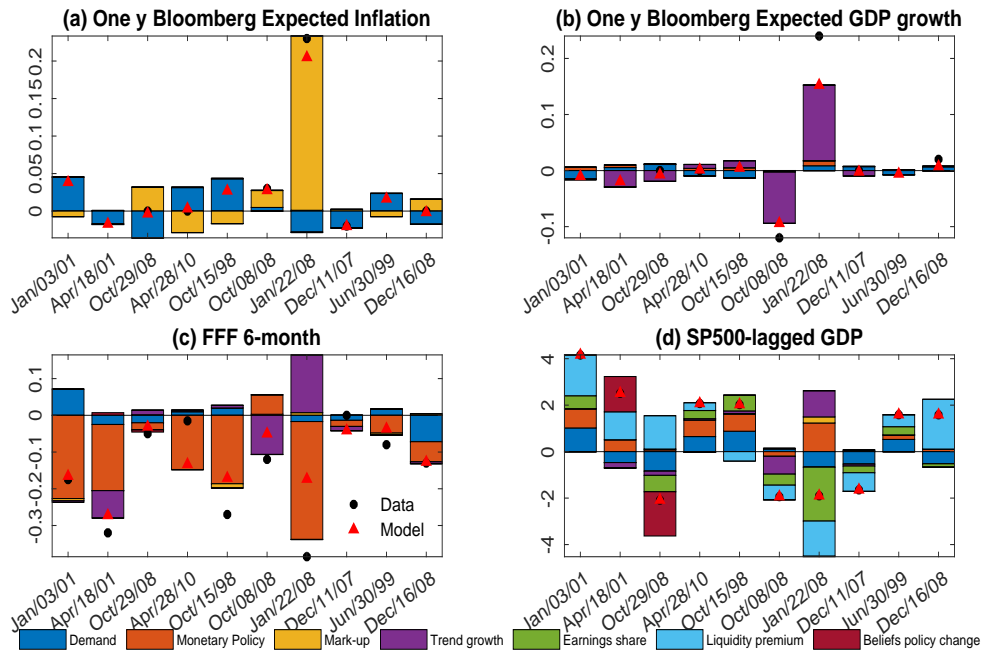 (a) One y Bloomberg Expected Inflation
0.2
0.15
0.1
0.05
0
Jan/03/01
Apr/18/01
Oct/29/08
Apr/28/10
Oct/15/98
Oct/08/08
Jan/22/08
Dec/11/07
Jun/30/99
Dec/16/08
(b) One y Bloomberg Expected GDP growth
0.2
0.1
0
-0.1
Jan/03/01
Apr/18/01
Oct/29/08
Apr/28/10
Oct/15/98
Oct/08/08
Jan/22/08
Dec/11/07
Jun/30/99
Dec/16/08
(c) FFF 6-month
0.1
0
-0.1
-0.2
-0.3
Data
Model
Jan/03/01
Apr/18/01
Oct/29/08
Apr/28/10
Oct/15/98
Oct/08/08
Jan/22/08
Dec/11/07
Jun/30/99
Dec/16/08
(d) SP500-lagged GDP
4
2
0
-2
-4
Jan/03/01
Apr/18/01
Oct/29/08
Apr/28/10
Oct/15/98
Oct/08/08
Jan/22/08
Dec/11/07
Jun/30/99
Dec/16/08
Demand Monetary Policy Mark-up Trend growth Earnings share Liquidity premium Beliefs policy change